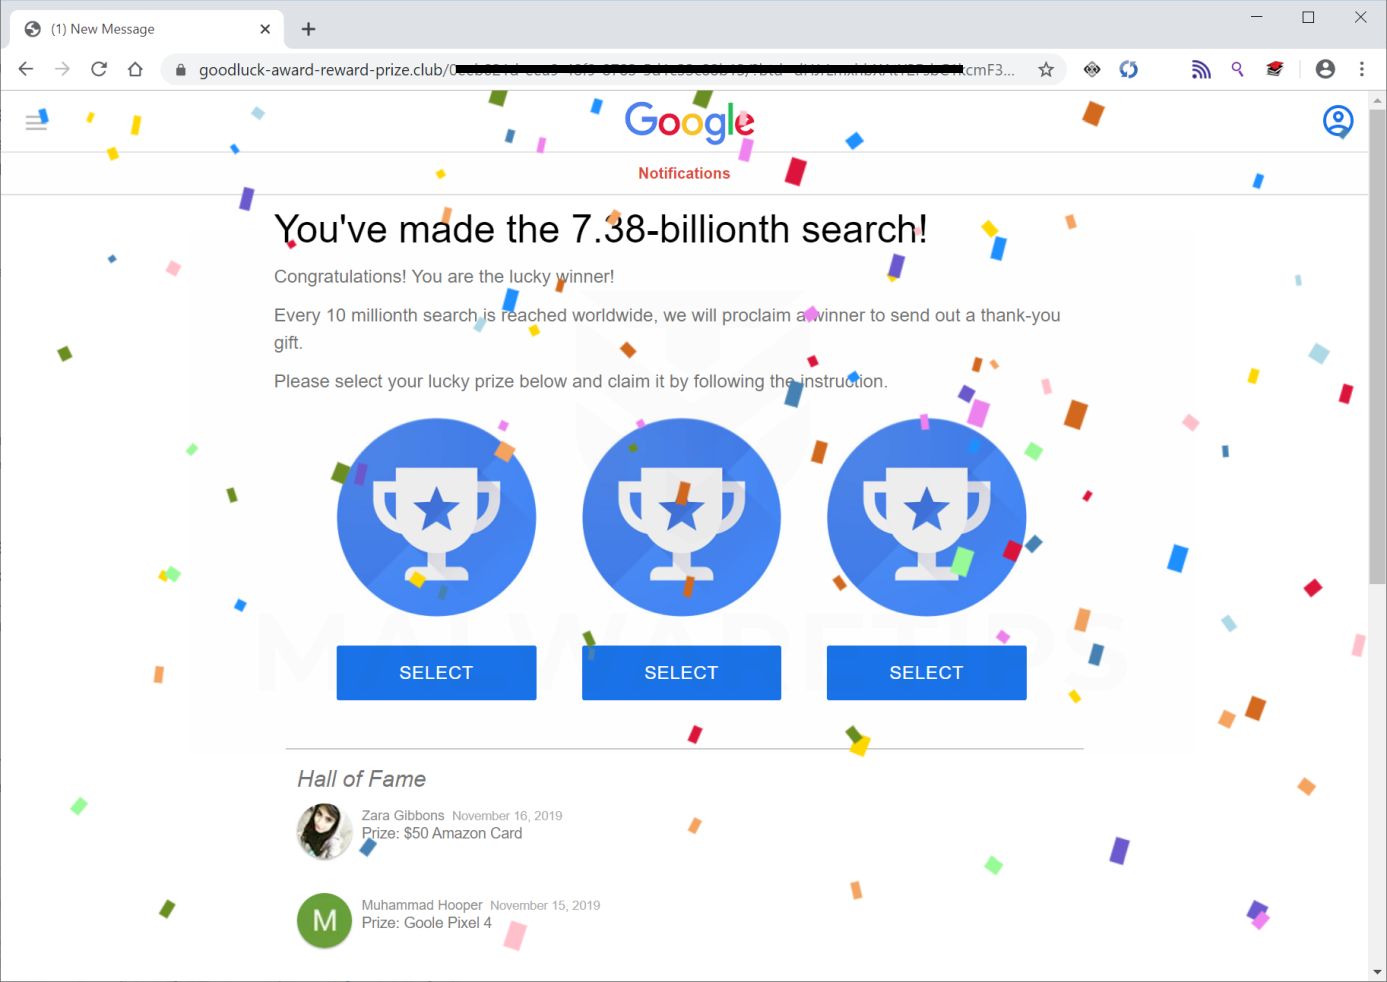 (1) New Message
goodluck-award-reward-prize.club/
Google
Notifications
You've made the 7.38-billionth search!
Congratulations! You are the lucky winner!
Every 10 millionth search is reached worldwide, we will proclaim a winner to send out a thank-you
gift.
Please select your lucky prize below and claim it by following the instruction.
MALWARETIPS
SELECT SELECT SELECT
Hall of Fame
Zara Gibbons November 16, 2019
Prize: $50 Amazon Card
M
Muhammad Hooper November 15, 2019
Prize: Goole Pixel 4